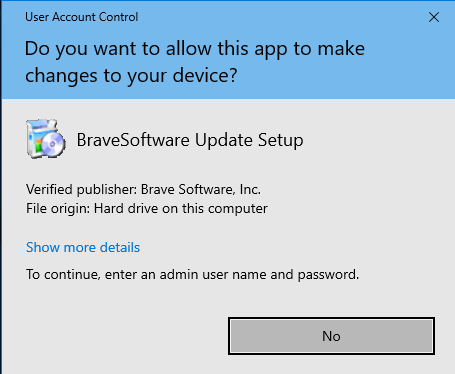 User Account Control
Do you want to allow this app to make
changes to your device?
BraveSoftware Update Setup
Verified publisher: Brave Software, Inc.
File origin: Hard drive on this computer
Show more details
To continue, enter an admin user name and password.
No